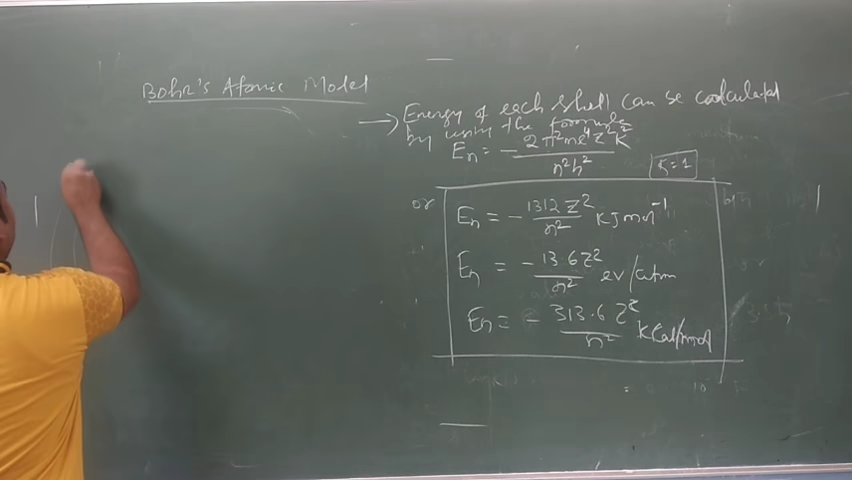 Bohr's Atomic Model
→ Energy of each shell can be calculated
by using the formula
En = - 2π²me⁴Z²K² / n²h²
K = 1
or En = - 1312 Z² / n² KJ mol⁻¹
En = - 13.6 Z² / n² ev/atm
En = - 313.6 Z² / n² KCal/mol